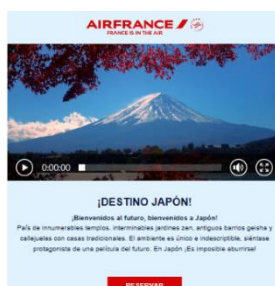 AIRFRANCE
FRANCE IS IN THE AIR
0:00:00
¡DESTINO JAPÓN!
¡Bienvenidos al futuro, bienvenidos a Japón!
País de innumerables templos, interminables jardines zen, antiguos barrios geisha y
callejuelas con casas tradicionales. El ambiente es único e indescriptible, siéntase
protagonista de una película del futuro. En Japón ¡Es imposible aburrirse!
RESERVAR